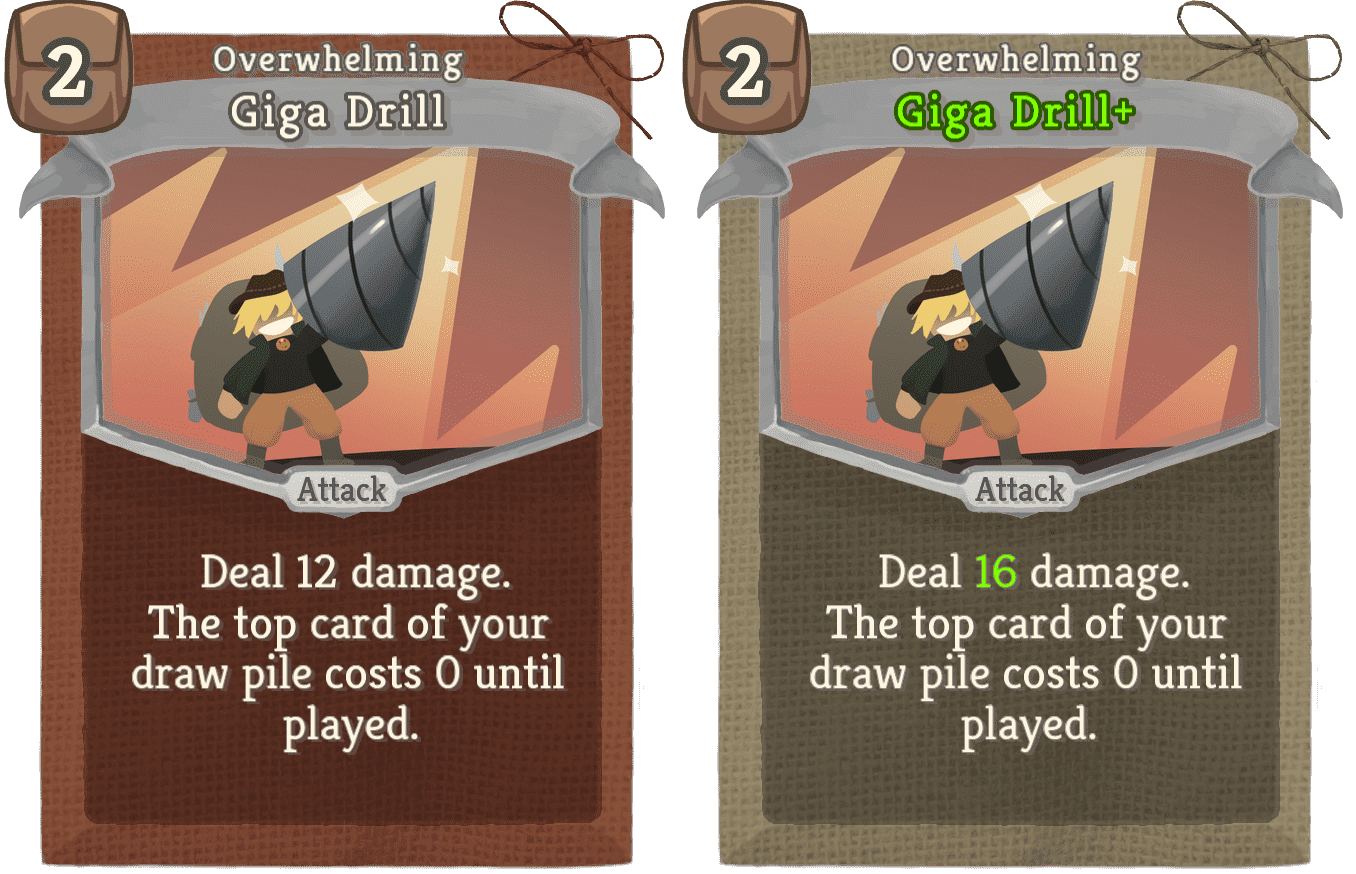 2
Overwhelming
Giga Drill
Attack
Deal 12 damage.
The top card of your
draw pile costs 0 until
played.
2
Overwhelming
Giga Drill+
Attack
Deal 16 damage.
The top card of your
draw pile costs 0 until
played.